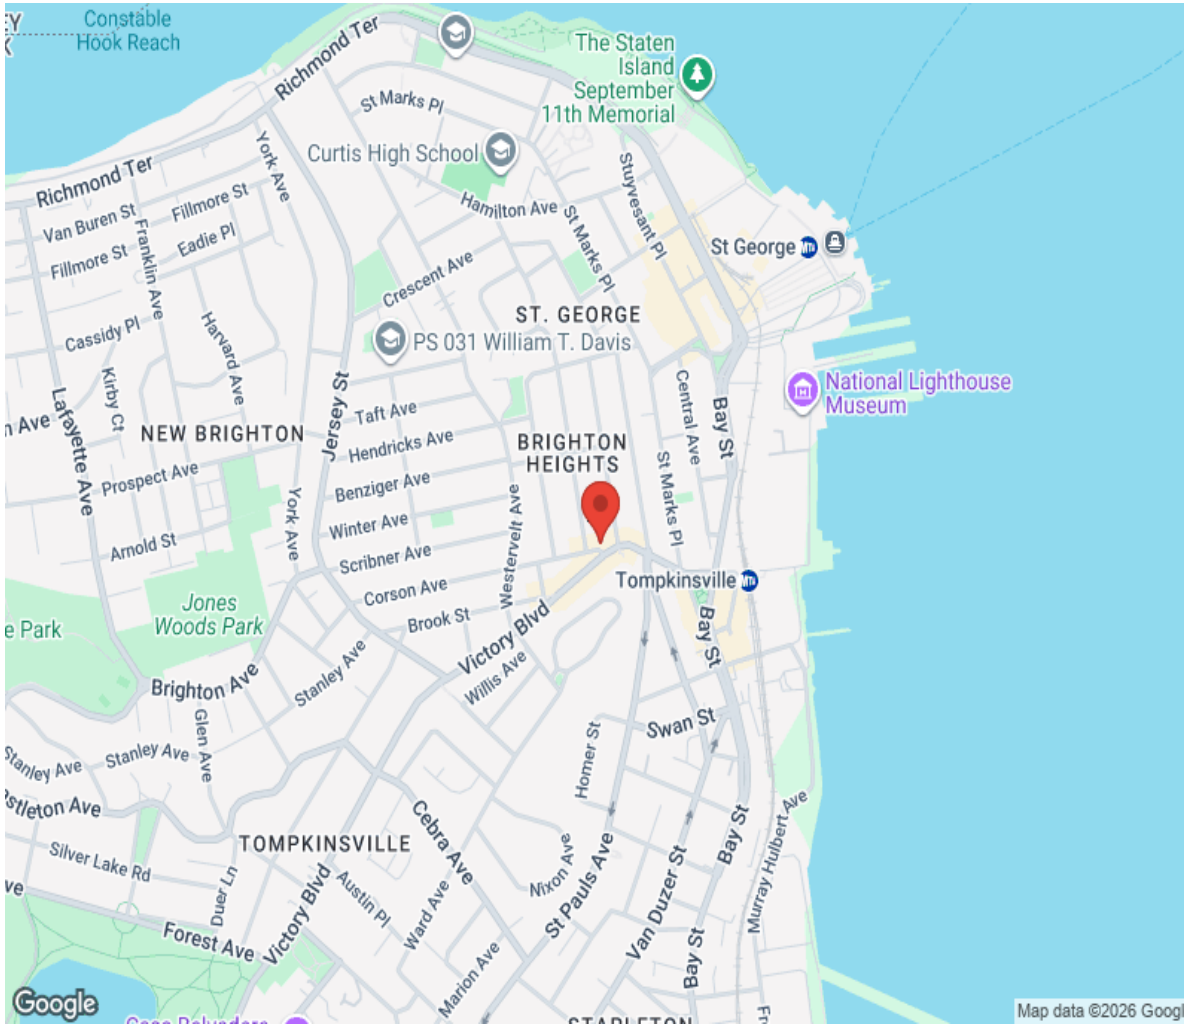 EY
K
Constable
Hook Reach
Richmond Ter
The Staten
Island
September
11th Memorial
St Marks Pl
Curtis High School
York Ave
Richmond Ter
Stuyvesant Pl
Hamilton Ave
Fillmore St
Van Buren St
Franklin Ave
Eadie Pl
St Marks Pl
St George
Fillmore St
Crescent Ave
ST. GEORGE
Cassidy Pl
Harvard Ave
PS 031 William T. Davis
Kirby Ct
Lafayette Ave
n Ave
Jersey St
Taft Ave
Central Ave
Bay St
National Lighthouse
Museum
NEW BRIGHTON
Hendricks Ave
BRIGHTON
HEIGHTS
Prospect Ave
Benziger Ave
St Marks Pl
York Ave
Winter Ave
Westervelt Ave
Arnold St
Scribner Ave
Corson Ave
Tompkinsville
Jones
Woods Park
e Park
Brook St
Victory Blvd
Bay St
Stanley Ave
Willis Ave
Brighton Ave
Glen Ave
Swan St
Homer St
Stanley Ave
Stanley Ave
stleton Ave
Cebra Ave
Bay St
Murray Hulbert Ave
TOMPKINSVILLE
Silver Lake Rd
Duer Ln
Victory Blvd
Austin Pl
Ward Ave
Nixon Ave
St Pauls Ave
Van Duzer St
ve
Forest Ave
Marion Ave
Bay St
Google
Casa Belvedere
STAPLETON
Fr
Map data ©2026 Googl